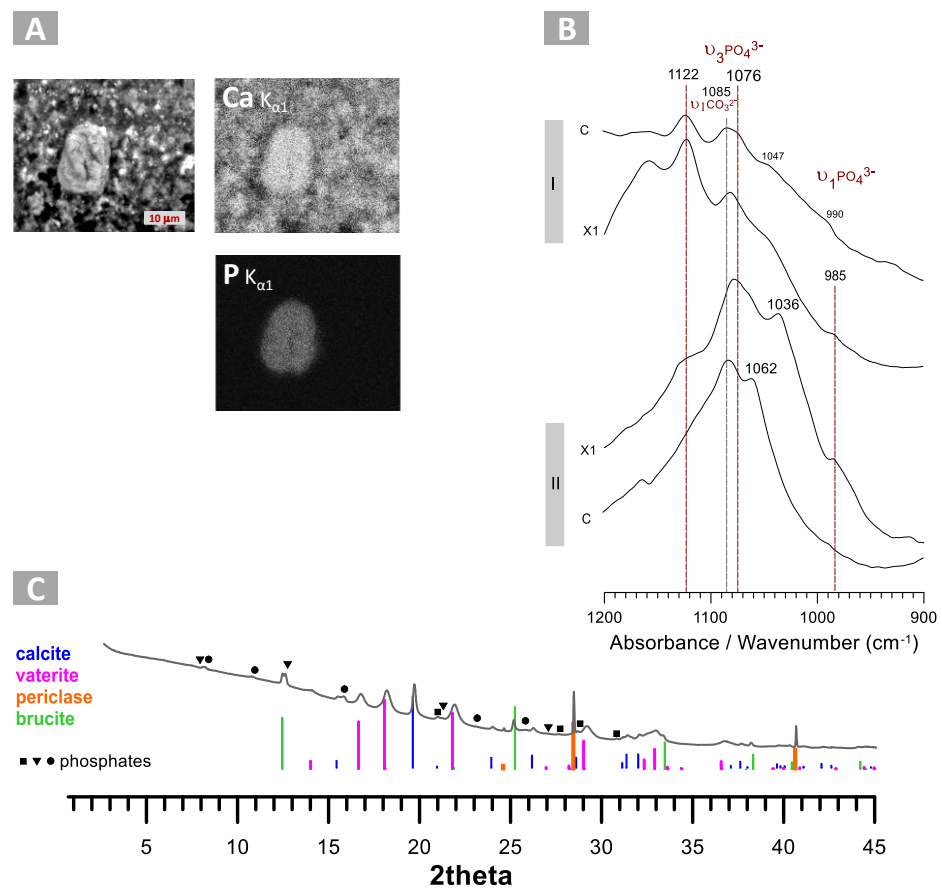 A
Ca Kα1
10 µm
P Kα1
B
υ3PO4³⁻
1122
1085
1076
υ1CO3²⁻
C
1047
υ1PO4³⁻
I
990
X1
985
1036
1062
X1
II
C
1200
1100
1000
900
Absorbance / Wavenumber (cm⁻¹)
C
calcite
vaterite
periclase
brucite
■ ▼ ● phosphates
5
10
15
20
25
30
35
40
45
2theta